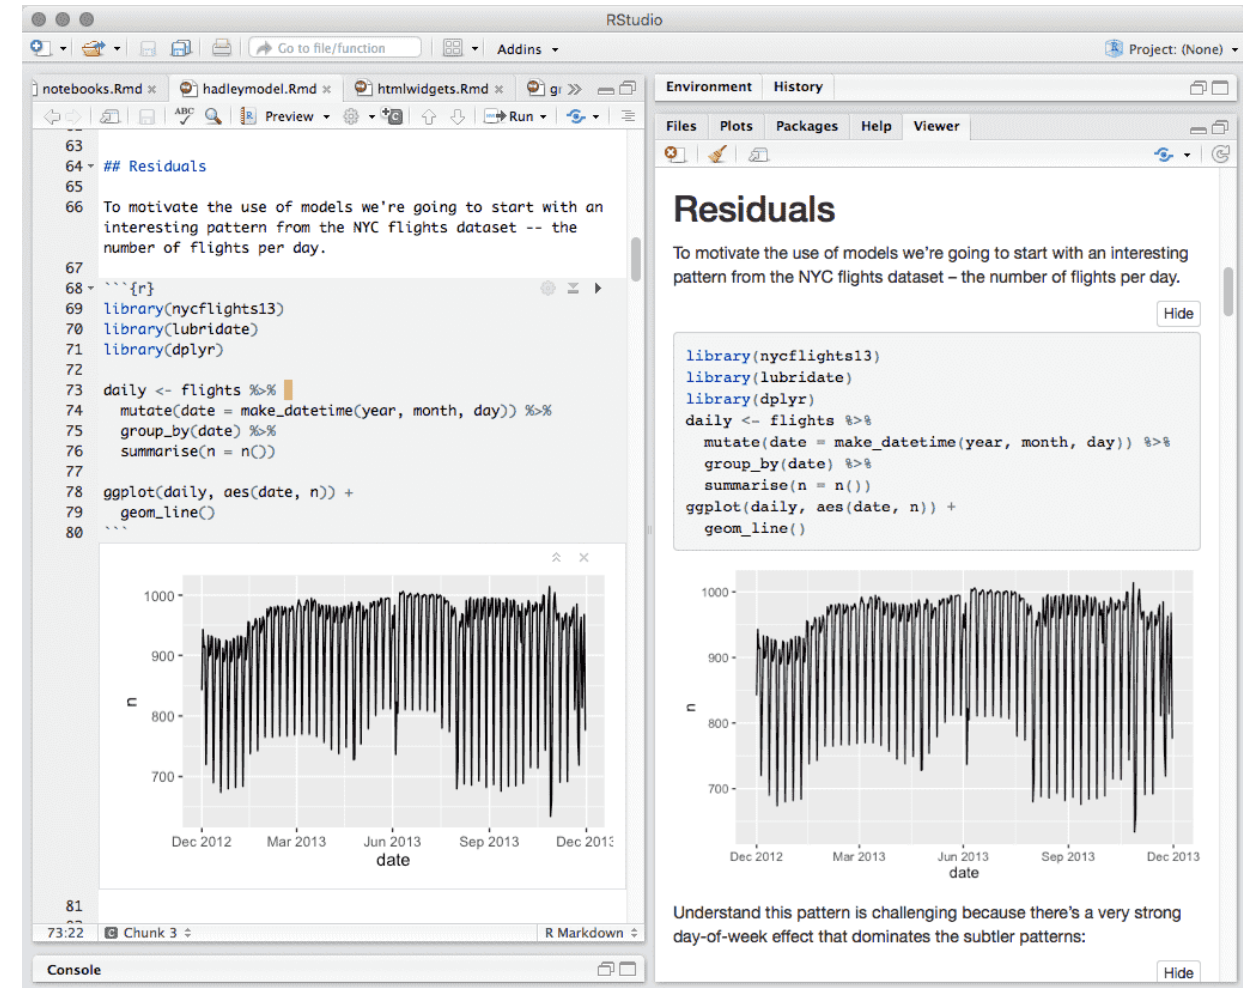 RStudio
Go to file/function
Addins
Project: (None)
notebooks.Rmd
hadleymodel.Rmd
htmlwidgets.Rmd
ABC
Preview
Run
63
64 ## Residuals
65
66 To motivate the use of models we're going to start with an
interesting pattern from the NYC flights dataset -- the
number of flights per day.
67
68 ```{r}
69 library(nycflights13)
70 library(lubridate)
71 library(dplyr)
72
73 daily <- flights %>%
74 mutate(date = make_datetime(year, month, day)) %>%
75 group_by(date) %>%
76 summarise(n = n())
77
78 ggplot(daily, aes(date, n)) +
79 geom_line()
80 ```
1000
900
800
700
n
Dec 2012 Mar 2013 Jun 2013 Sep 2013 Dec 2013
date
81
73:22 C Chunk 3 R Markdown
Console
Environment History
Files Plots Packages Help Viewer
Residuals
To motivate the use of models we're going to start with an interesting
pattern from the NYC flights dataset – the number of flights per day.
Hide
library(nycflights13)
library(lubridate)
library(dplyr)
daily <- flights %>%
mutate(date = make_datetime(year, month, day)) %>%
group_by(date) %>%
summarise(n = n())
ggplot(daily, aes(date, n)) +
geom_line()
1000
900
800
700
n
Dec 2012 Mar 2013 Jun 2013 Sep 2013 Dec 2013
date
Understand this pattern is challenging because there's a very strong
day-of-week effect that dominates the subtler patterns:
Hide